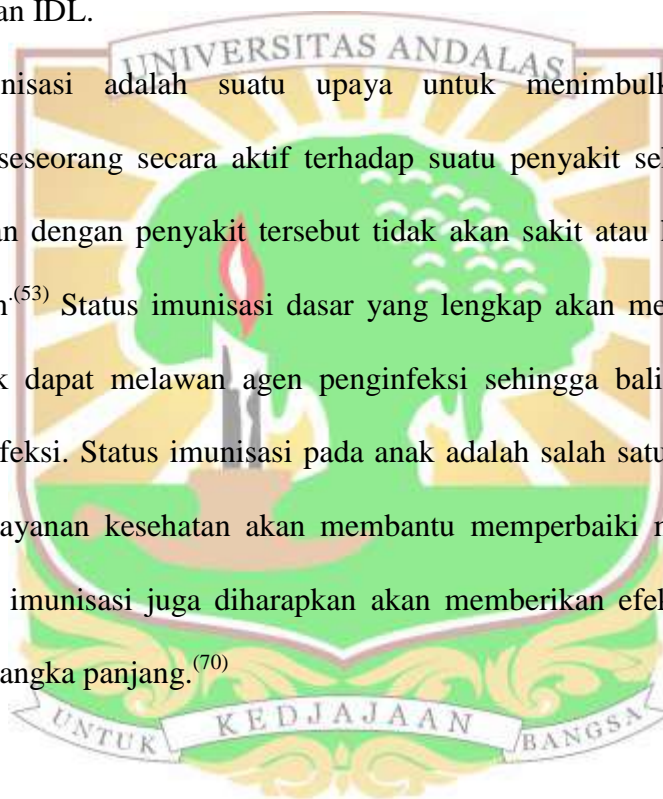 an IDL.
UNIVERSITAS ANDALAS
nisasi adalah suatu upaya untuk menimbulk
seseorang secara aktif terhadap suatu penyakit se
n dengan penyakit tersebut tidak akan sakit atau
n.(53) Status imunisasi dasar yang lengkap akan me
k dapat melawan agen penginfeksi sehingga bali
feksi. Status imunisasi pada anak adalah salah satu
ayanan kesehatan akan membantu memperbaiki
imunisasi juga diharapkan akan memberikan efe
angka panjang.(70)
UNTUK KEDJAJAAN BANGSA